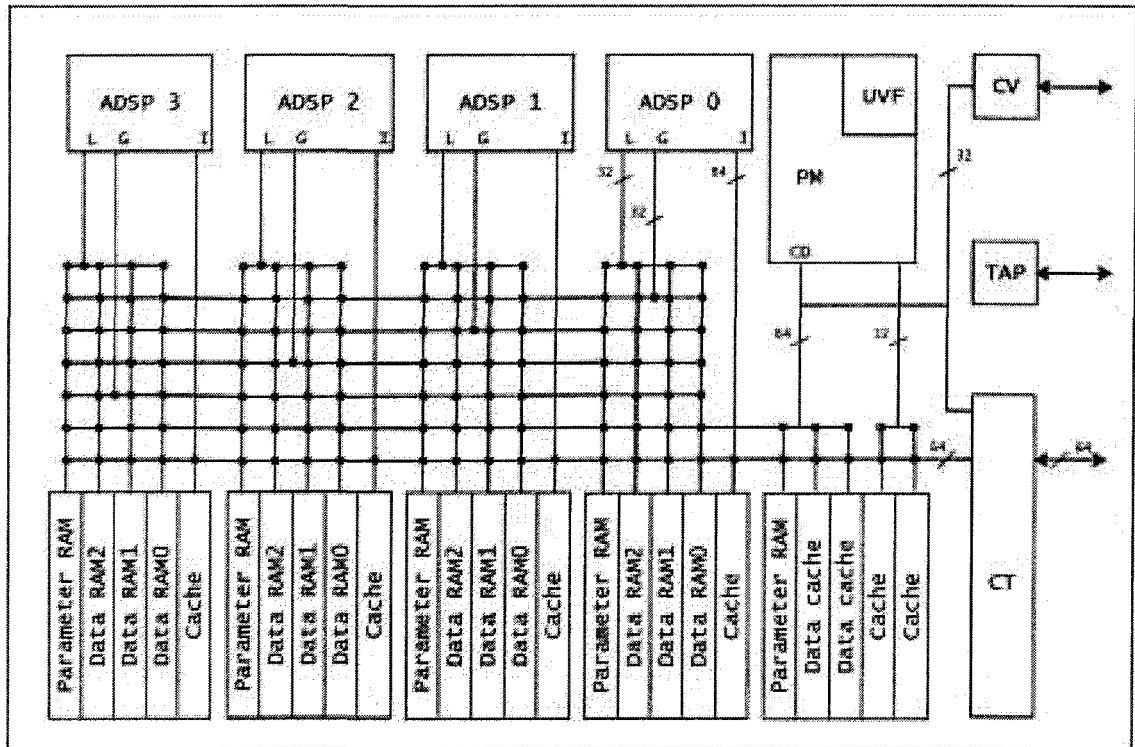 ADSP 3
L G I
ADSP 2
L G I
ADSP 1
L G I
ADSP 0
L G I
UVF
PM
CD
CV
TAP
CT
32
64
32
32
64
32
64
64
Parameter RAM
Data RAM2
Data RAM1
Data RAM0
Cache
Parameter RAM
Data RAM2
Data RAM1
Data RAM0
Cache
Parameter RAM
Data RAM2
Data RAM1
Data RAM0
Cache
Parameter RAM
Data RAM2
Data RAM1
Data RAM0
Cache
Parameter RAM
Data cache
Data cache
Cache
Cache